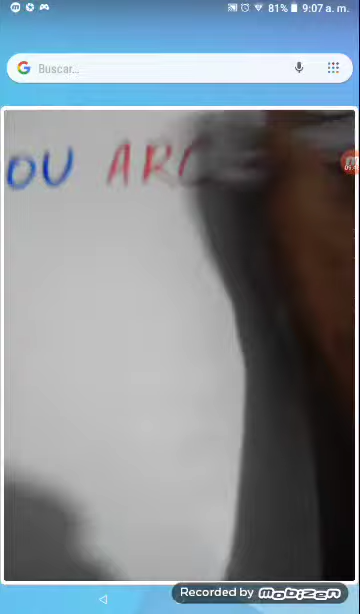 81% 9:07 a. m.
Buscar...
OU AR
Recorded by mobizen